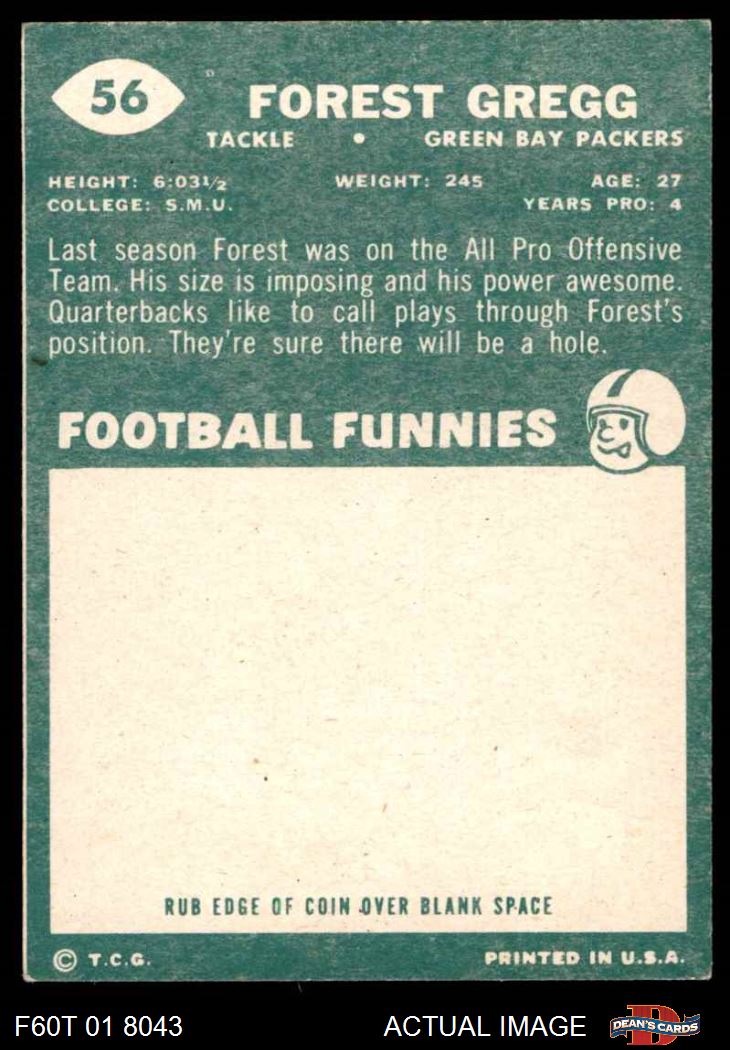 56
FOREST GREGG
TACKLE • GREEN BAY PACKERS
HEIGHT: 6:03½ WEIGHT: 245 AGE: 27
COLLEGE: S.M.U. YEARS PRO: 4
Last season Forest was on the All Pro Offensive
Team. His size is imposing and his power awesome.
Quarterbacks like to call plays through Forest's
position. They're sure there will be a hole.
FOOTBALL FUNNIES
RUB EDGE OF COIN OVER BLANK SPACE
© T.C.G. PRINTED IN U.S.A.
F60T 01 8043 ACTUAL IMAGE DEAN'S CARDS